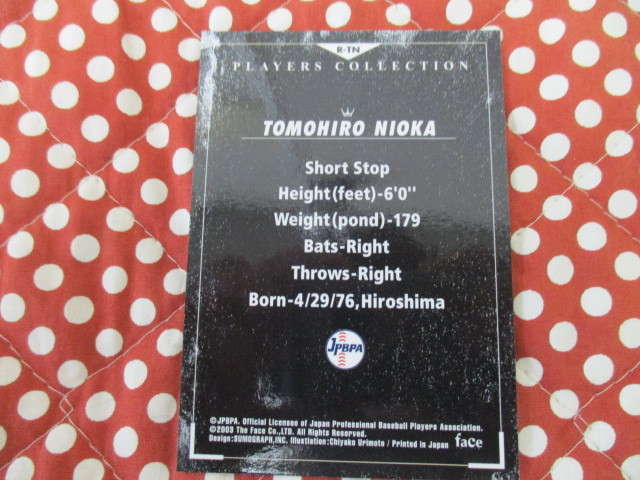 R-TN
PLAYERS COLLECTION
TOMOHIRO NIOKA
Short Stop
Height(feet)-6'0"
Weight(pond)-179
Bats-Right
Throws-Right
Born-4/29/76,Hiroshima
JPBPA
©JPBPA. Official Licensee of Japan Professional Baseball Players Association.
©2003 The Face Co.,LTD. All Rights Reserved.
Design:SUMOGRAPH,INC. Illustlation:Chiyoko Urimoto / Printed in Japan
face